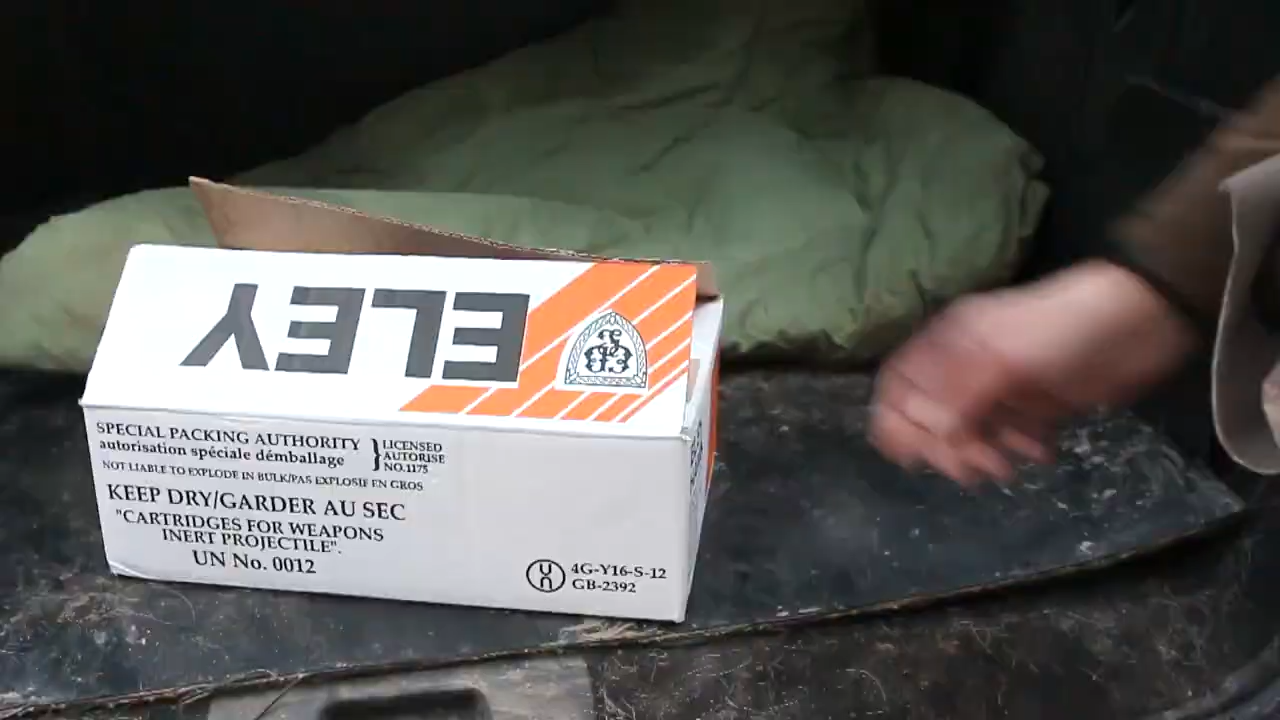 ELEY
SPECIAL PACKING AUTHORITY
autorisation spéciale démballage
LICENSED
AUTORISE
NO.1175
NOT LIABLE TO EXPLODE IN BULK/PAS EXPLOSIF EN GROS
KEEP DRY/GARDER AU SEC
"CARTRIDGES FOR WEAPONS
INERT PROJECTILE".
UN No. 0012
4G-Y16-S-12
GB-2392